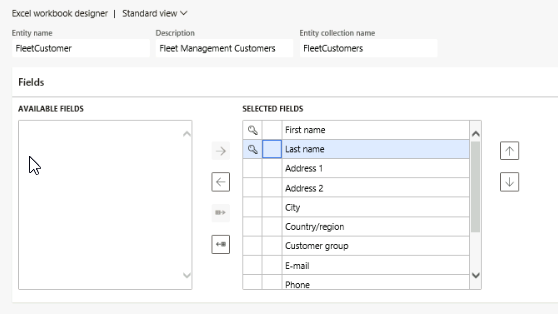 Excel workbook designer | Standard view
Entity name Description Entity collection name
FleetCustomer Fleet Management Customers FleetCustomers
Fields
AVAILABLE FIELDS SELECTED FIELDS
First name
Last name
Address 1
Address 2
City
Country/region
Customer group
E-mail
Phone